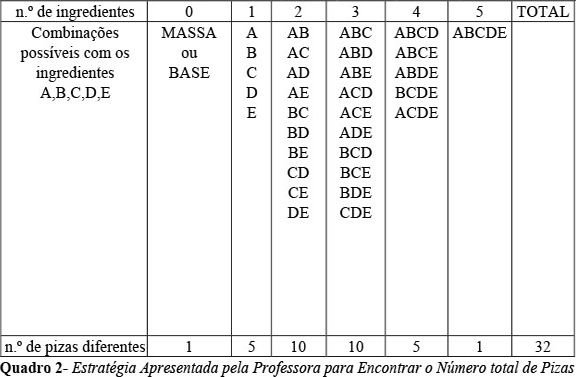 n.º de ingredientes 0 1 2 3 4 5 TOTAL
Combinações MASSA A AB ABC ABCD ABCDE
possíveis com os ou B AC ABD ABCE
ingredientes BASE C AD ABE ABDE
A,B,C,D,E D AE ACD BCDE
E BC ACE ACDE
BD ADE
BE BCD
CD BCE
CE BDE
DE CDE
n.º de pizas diferentes 1 5 10 10 5 1 32
Quadro 2- Estratégia Apresentada pela Professora para Encontrar o Número total de Pizas